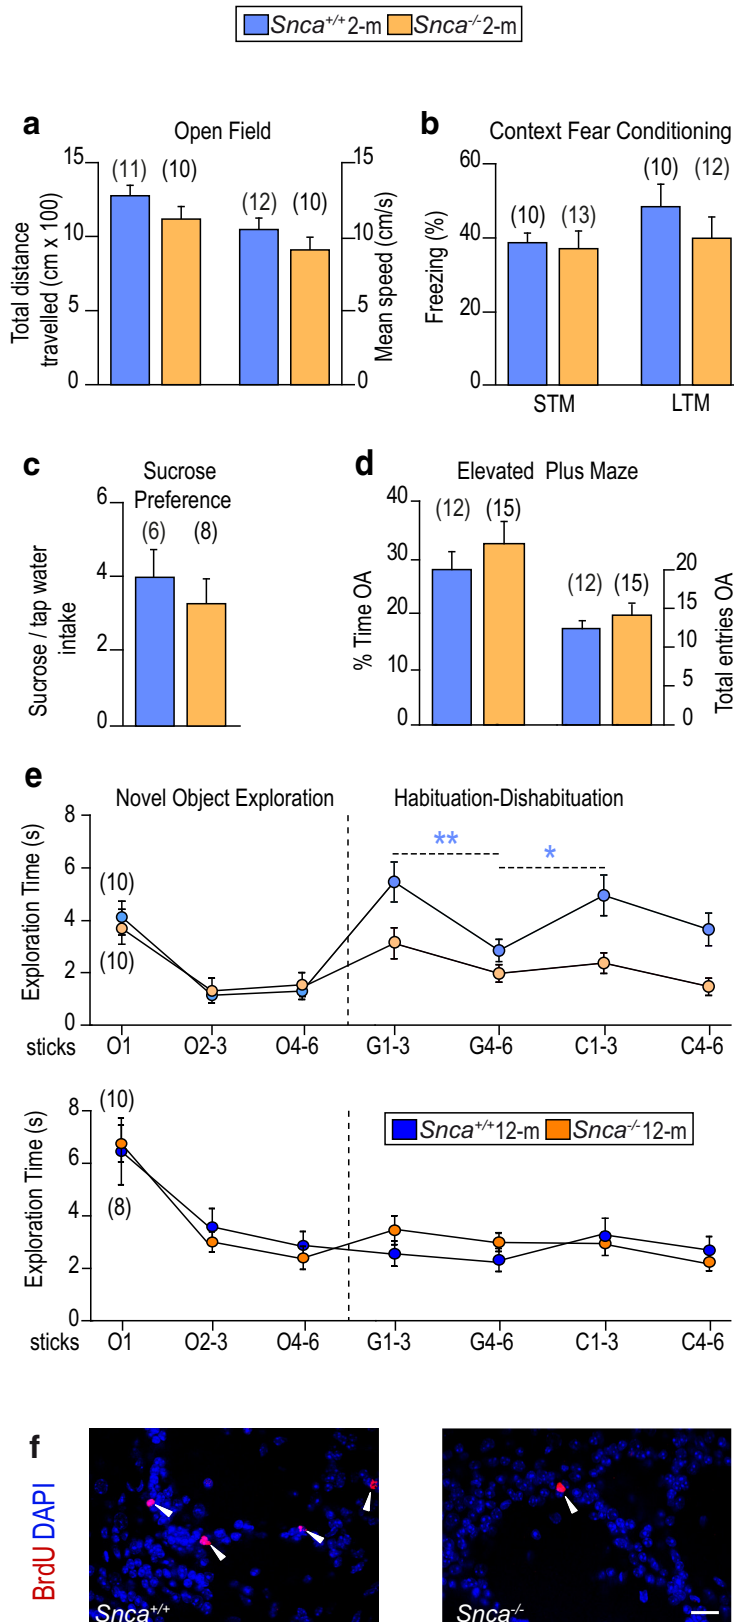 Snca+/+ 2-m Snca-/- 2-m
a
Open Field
15
10
5
0
Total distance
travelled (cm x 100)
(11) (10)
(12) (10)
15
10
5
0
Mean speed (cm/s)
b
Context Fear Conditioning
60
40
20
0
Freezing (%)
(10) (13)
(10) (12)
STM LTM
c
Sucrose
Preference
6
4
2
0
Sucrose / tap water
intake
(6) (8)
d
Elevated Plus Maze
40
30
20
10
0
% Time OA
(12) (15)
(12) (15)
20
15
10
5
0
Total entries OA
e
Novel Object Exploration Habituation-Dishabituation
8
6
4
2
0
Exploration Time (s)
(10)
(10)
** *
sticks O1 O2-3 O4-6 G1-3 G4-6 C1-3 C4-6
8
6
4
2
0
Exploration Time (s)
(10)
(8)
Snca+/+ 12-m Snca-/- 12-m
sticks O1 O2-3 O4-6 G1-3 G4-6 C1-3 C4-6
f
BrdU DAPI
Snca+/+
Snca-/-